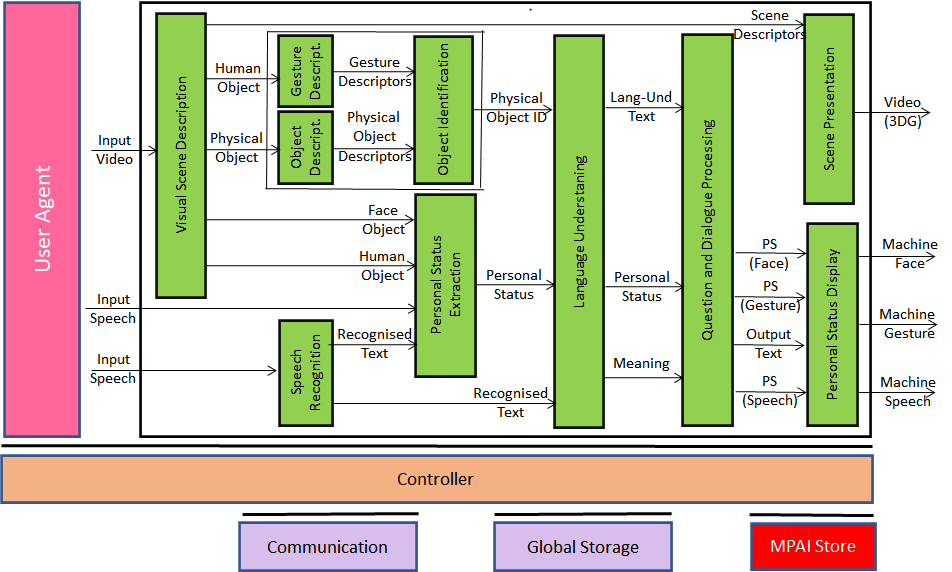 Scene
Descriptors
User Agent
Visual Scene Description
Human
Object
Gesture
Descript.
Gesture
Descriptors
Object Identification
Physical
Object ID
Language Understaning
Lang-Und
Text
Question and Dialogue Processing
Scene Presentation
Video
(3DG)
Input
Video
Physical
Object
Object
Descript.
Physical
Object
Descriptors
Face
Object
Human
Object
Personal Status
Extraction
Personal
Status
Personal
Status
PS
(Face)
Personal Status Display
Machine
Face
Input
Speech
PS
(Gesture)
Machine
Gesture
Input
Speech
Speech
Recognition
Recognised
Text
Output
Text
Meaning
Recognised
Text
PS
(Speech)
Machine
Speech
Controller
Communication
Global Storage
MPAI Store